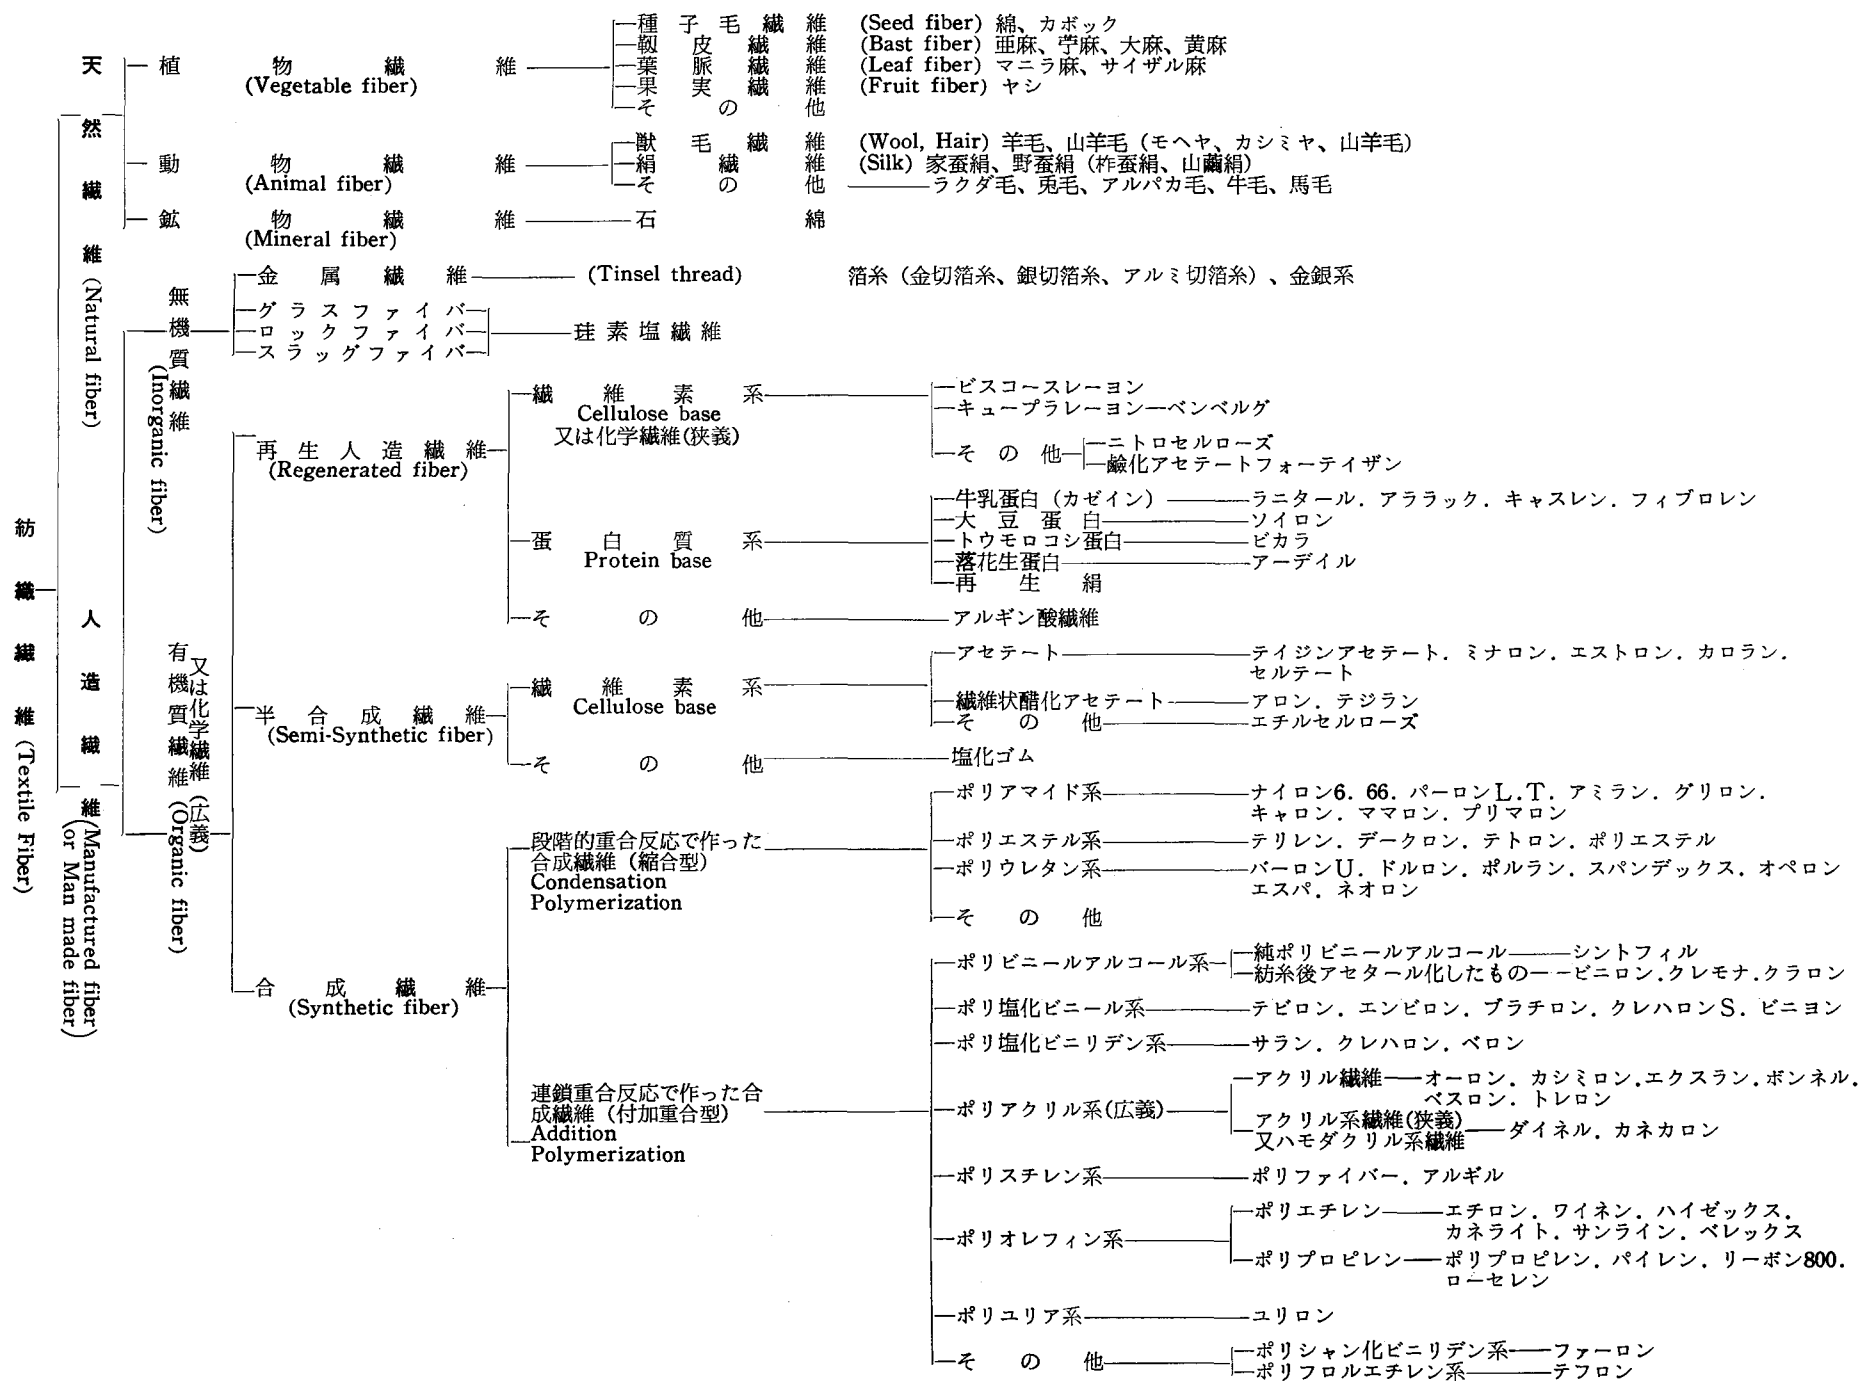 紡織繊維 (Textile Fiber)
天然繊維 (Natural fiber)
植物繊維
(Vegetable fiber)
種子毛繊維 (Seed fiber) 綿、カボック
靱皮繊維 (Bast fiber) 亜麻、苧麻、大麻、黄麻
葉脈繊維 (Leaf fiber) マニラ麻、サイザル麻
果実繊維 (Fruit fiber) ヤシ
その他
動物繊維
(Animal fiber)
獣毛繊維 (Wool, Hair) 羊毛、山羊毛(モヘヤ、カシミヤ、山羊毛)
絹繊維 (Silk) 家蚕絹、野蚕絹(柞蚕絹、山繭絹)
その他 ラクダ毛、兎毛、アルパカ毛、牛毛、馬毛
鉱物繊維 石綿
(Mineral fiber)
人造繊維 (Manufactured fiber)
(or Man made fiber)
無機質繊維
(Inorganic fiber)
金属繊維 (Tinsel thread) 箔糸(金切箔糸、銀切箔糸、アルミ切箔糸)、金銀系
グラスファイバー
ロックファイバー 珪素塩繊維
スラッグファイバー
有機質繊維 (Organic fiber)
又は化学繊維(広義)
再生人造繊維
(Regenerated fiber)
繊維素系
Cellulose base
又は化学繊維(狭義)
ビスコースレーヨン
キュープラレーヨン―ベンベルグ
その他
ニトロセルローズ
鹼化アセテートフォーテイザン
蛋白質系
Protein base
牛乳蛋白(カゼイン) ラニタール.アララック.キャスレン.フィブロレン
大豆蛋白 ソイロン
トウモロコシ蛋白 ビカラ
落花生蛋白 アーデイル
再生絹
その他 アルギン酸繊維
半合成繊維
(Semi-Synthetic fiber)
繊維素系
Cellulose base
アセテート テイジンアセテート.ミナロン.エストロン.カロラン.
セルテート
繊維状醋化アセテート アロン.テジラン
その他 エチルセルローズ
その他 塩化ゴム
合成繊維
(Synthetic fiber)
段階的重合反応で作った
合成繊維(縮合型)
Condensation
Polymerization
ポリアマイド系 ナイロン6.66.パーロンL.T.アミラン.グリロン.
キャロン.ママロン.プリマロン
ポリエステル系 テリレン.デークロン.テトロン.ポリエステル
ポリウレタン系 バーロンU.ドルロン.ポルラン.スパンデックス.オペロン
エスパ.ネオロン
その他
連鎖重合反応で作った合
成繊維(付加重合型)
Addition
Polymerization
ポリビニールアルコール系
純ポリビニールアルコール シントフィル
紡糸後アセタール化したもの ビニロン.クレモナ.クラロン
ポリ塩化ビニール系 テビロン.エンビロン.プラチロン.クレハロンS.ビニヨン
ポリ塩化ビニリデン系 サラン.クレハロン.ベロン
ポリアクリル系(広義)
アクリル繊維 オーロン.カシミロン.エクスラン.ボンネル.
ベスロン.トレロン
アクリル系繊維(狭義)
又ハモダクリル系繊維 ダイネル.カネカロン
ポリスチレン系 ポリファイバー.アルギル
ポリオレフィン系
ポリエチレン エチロン.ワイネン.ハイゼックス.
カネライト.サンライン.ベレックス
ポリプロピレン ポリプロピレン.パイレン.リーボン800.
ローセレン
ポリユリア系 ユリロン
その他
ポリシャン化ビニリデン系 ファーロン
ポリフロルエチレン系 テフロン